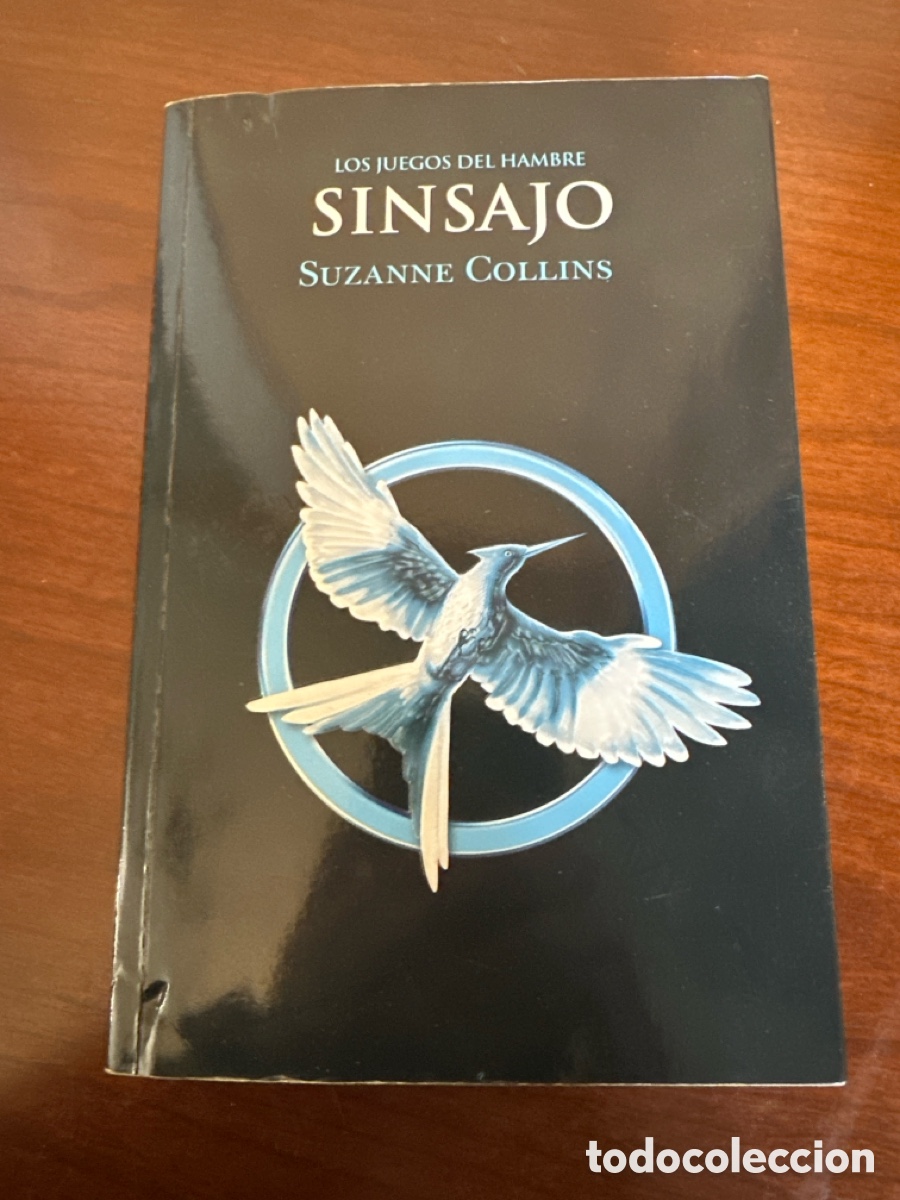 LOS JUEGOS DEL HAMBRE
SINSAJO
SUZANNE COLLINS
todocoleccion